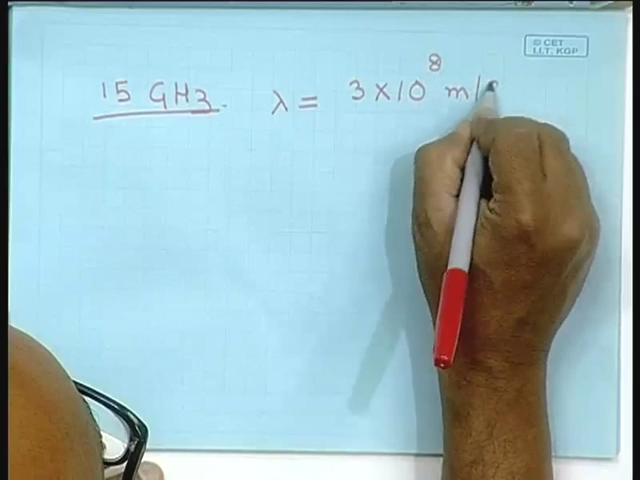 © CET
I.I.T. KGP
15 GHz. λ = 3 × 10⁸ m/s